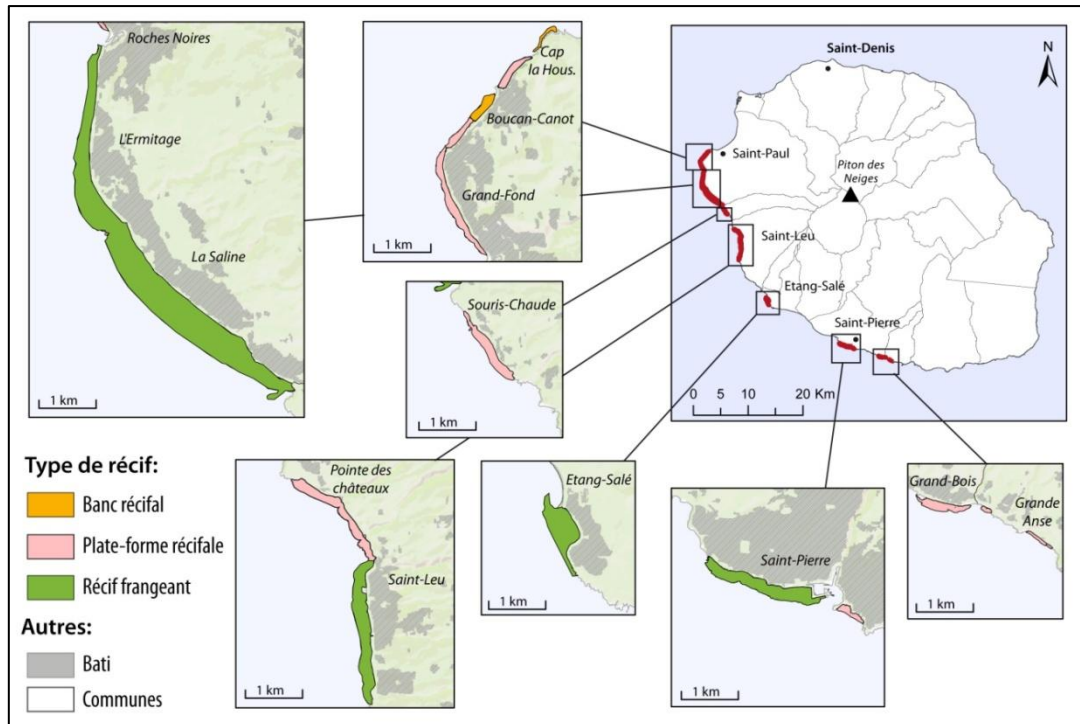 Roches Noires
L'Ermitage
La Saline
1 km
Cap
la Hous.
Boucan-Canot
Grand-Fond
1 km
Saint-Denis
N
Saint-Paul
Piton des
Neiges
Saint-Leu
Etang-Salé
Saint-Pierre
0 5 10 20 Km
Souris-Chaude
1 km
Type de récif:
Banc récifal
Plate-forme récifale
Récif frangeant
Autres:
Bati
Communes
Pointe des
châteaux
Saint-Leu
1 km
Etang-Salé
1 km
Saint-Pierre
1 km
Grand-Bois
Grande
Anse
1 km